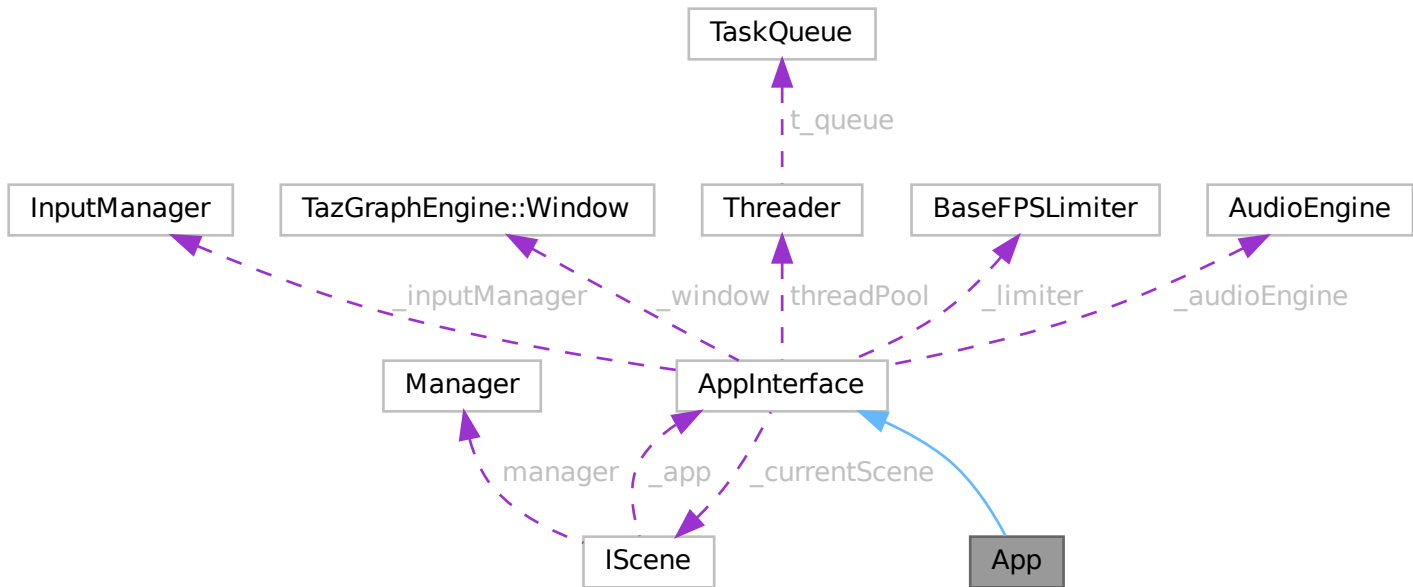 TaskQueue
t_queue
InputManager
TazGraphEngine::Window
Threader
BaseFPSLimiter
AudioEngine
_inputManager
_window
threadPool
_limiter
_audioEngine
Manager
AppInterface
manager
_app
_currentScene
IScene
App